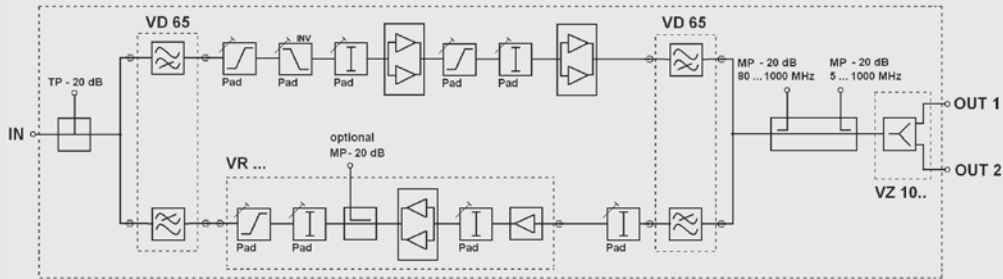 VD 65
VD 65
INV
Pad
Pad
Pad
Pad
Pad
TP - 20 dB
MP - 20 dB
80 ... 1000 MHz
MP - 20 dB
5 ... 1000 MHz
IN
OUT 1
OUT 2
VZ 10..
optional
MP - 20 dB
VR ...
Pad
Pad
Pad
Pad